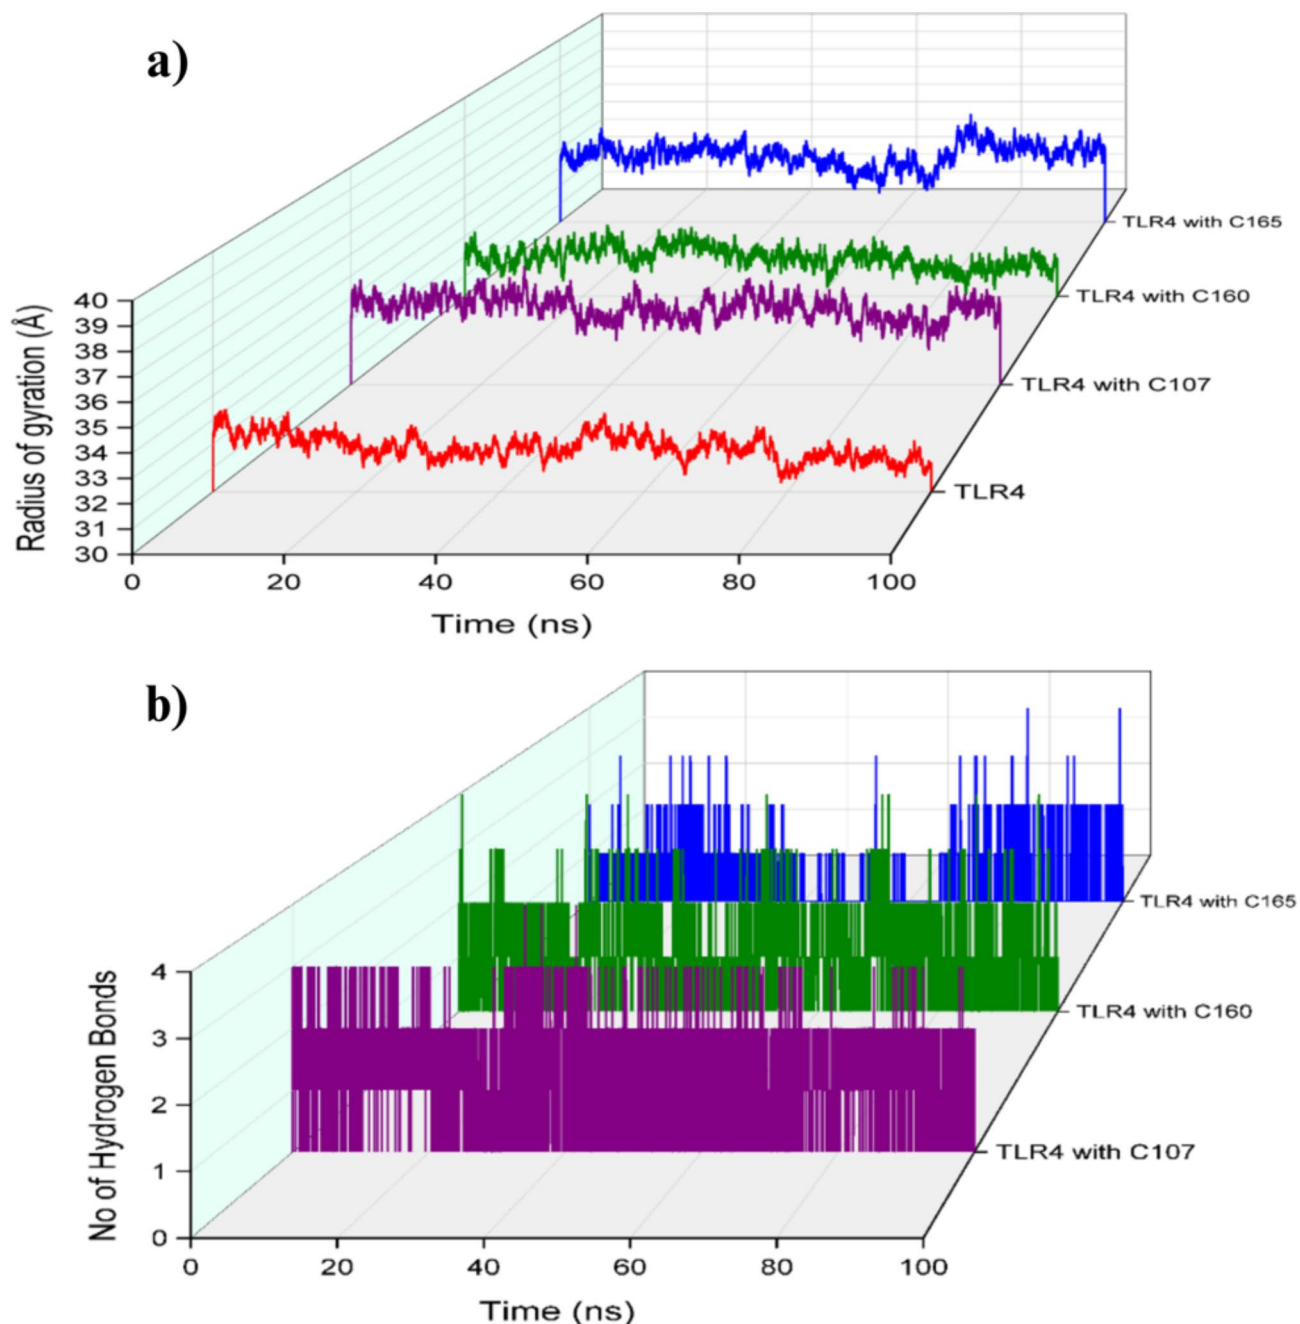 a)
Radius of gyration (Å)
40
39
38
37
36
35
34
33
32
31
30
0 20 40 60 80 100
Time (ns)
TLR4 with C165
TLR4 with C160
TLR4 with C107
TLR4
b)
No of Hydrogen Bonds
4
3
2
1
0
0 20 40 60 80 100
Time (ns)
TLR4 with C165
TLR4 with C160
TLR4 with C107